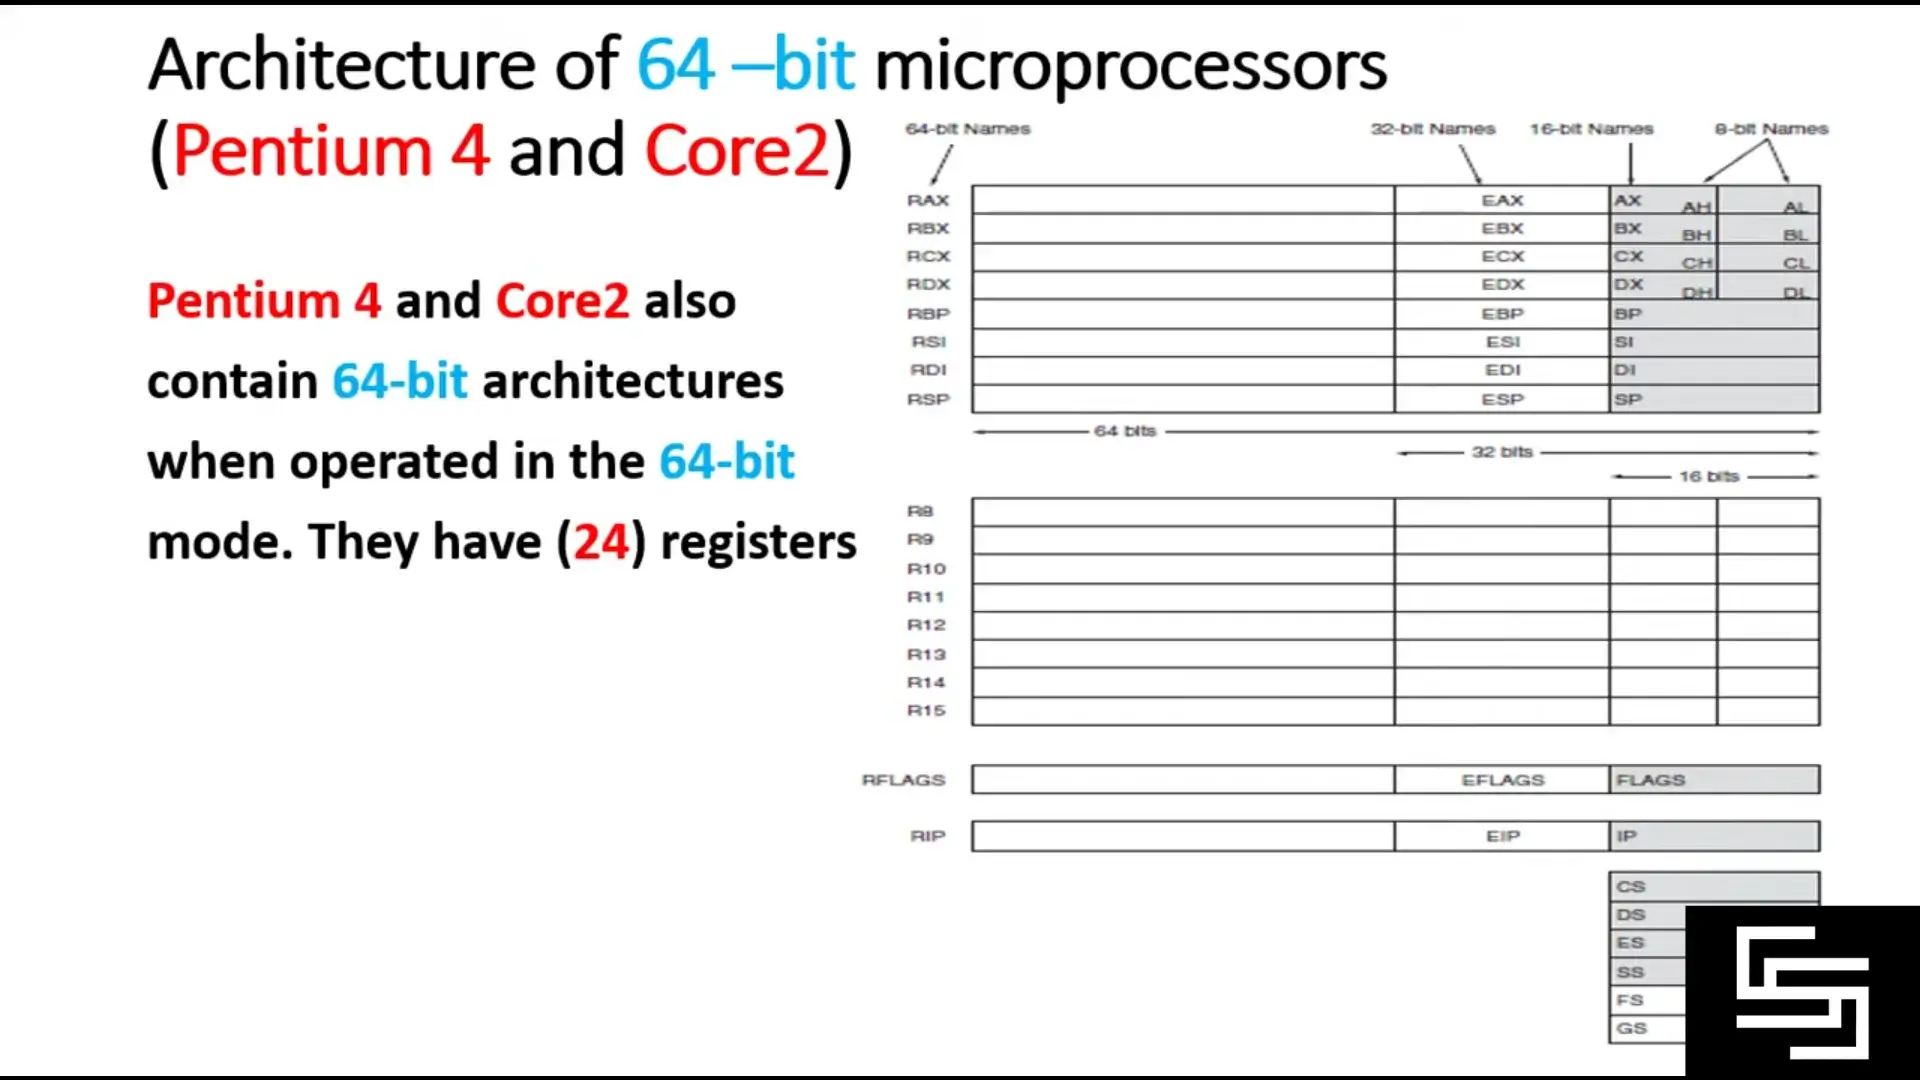 Architecture of 64 –bit microprocessors
(Pentium 4 and Core2)
Pentium 4 and Core2 also
contain 64-bit architectures
when operated in the 64-bit
mode. They have (24) registers
64-bit Names 32-bit Names 16-bit Names 8-bit Names
RAX EAX AX AH AL
RBX EBX BX BH BL
RCX ECX CX CH CL
RDX EDX DX DH DL
RBP EBP BP
RSI ESI SI
RDI EDI DI
RSP ESP SP
64 bits
32 bits
16 bits
R8
R9
R10
R11
R12
R13
R14
R15
RFLAGS EFLAGS FLAGS
RIP EIP IP
CS
DS
ES
SS
FS
GS